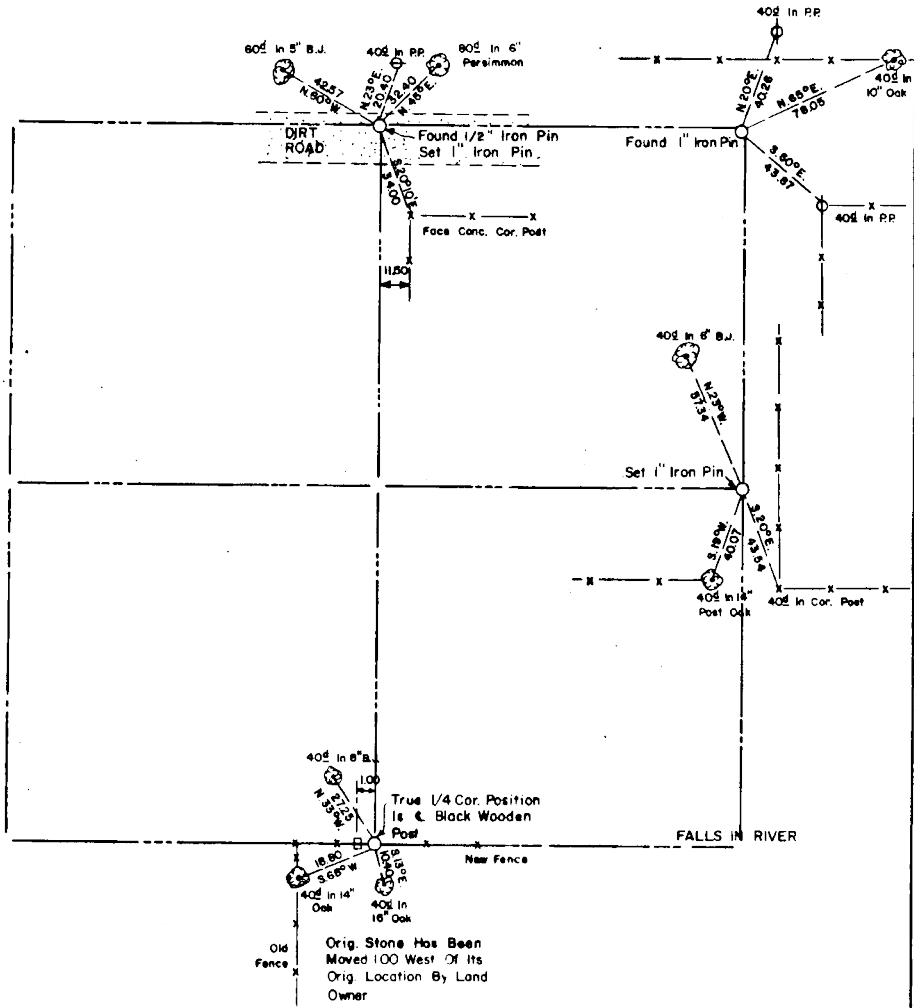 40d In P.P.
60d In 5" B.J.
40d In P.P.
80d In 6"
Persimmon
42.57
N.60°W.
N.23°E.
20.40
32.40
N.45°E.
N.20°E.
40.26
N.65°E.
78.05
40d In
10" Oak
DIRT
ROAD
Found 1/2" Iron Pin
Set 1" Iron Pin
Found 1" Iron Pin
S.20°10'E.
34.00
S.50°E.
43.87
40d In P.P.
Face Conc. Cor. Post
11.50
40d In 6" B.J.
N.23°W.
57.34
Set 1" Iron Pin
S.19°W.
40.07
S.20°E.
43.54
40d In 14"
Post Oak
40d In Cor. Post
40d In 8" B.J.
1.00
27.25
N.33°W.
True 1/4 Cor. Position
Is ℄ Black Wooden
Post
FALLS IN RIVER
New Fence
18.80
S.68°W.
S.13°E.
10.40
40d In 14"
Oak
40d In
16" Oak
Old
Fence
Orig. Stone Has Been
Moved 1.00 West Of Its
Orig. Location By Land
Owner